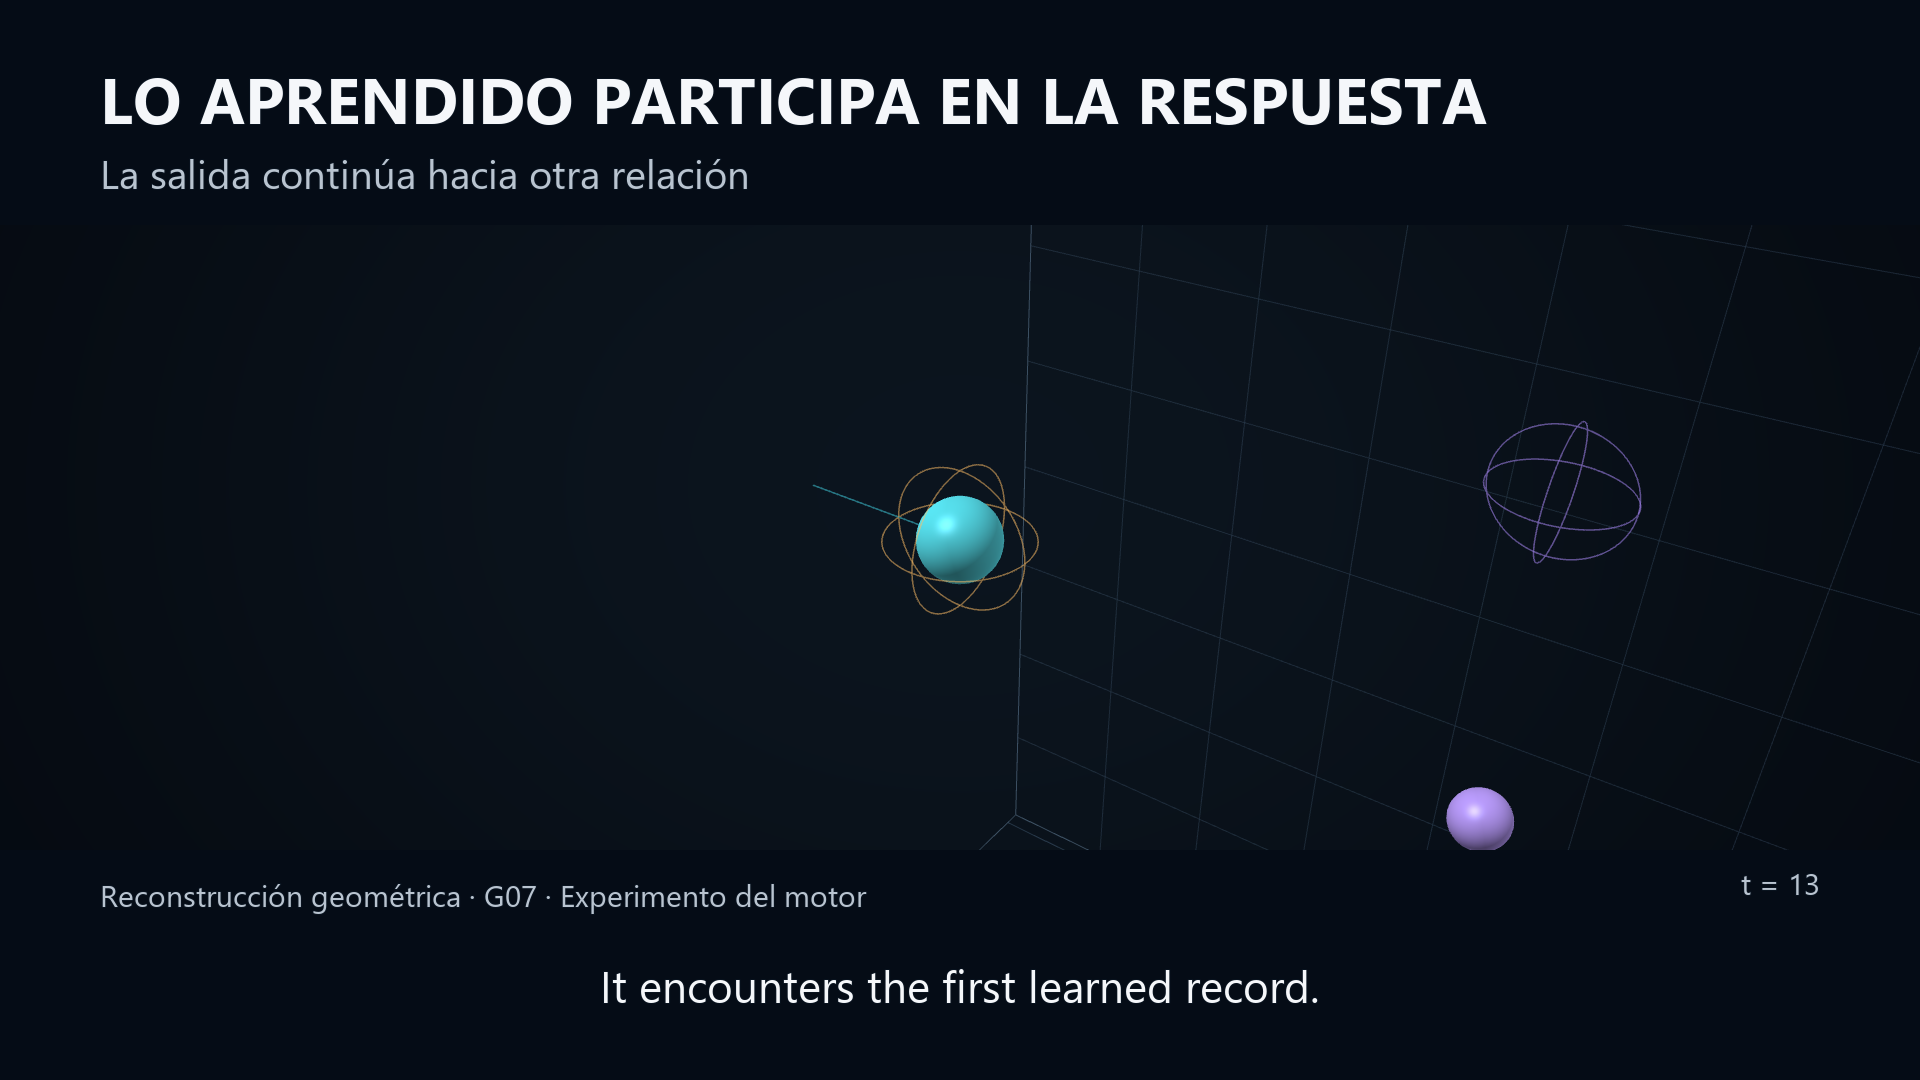 LO APRENDIDO PARTICIPA EN LA RESPUESTA
La salida continúa hacia otra relación
Reconstrucción geométrica · G07 · Experimento del motor
t = 13
It encounters the first learned record.